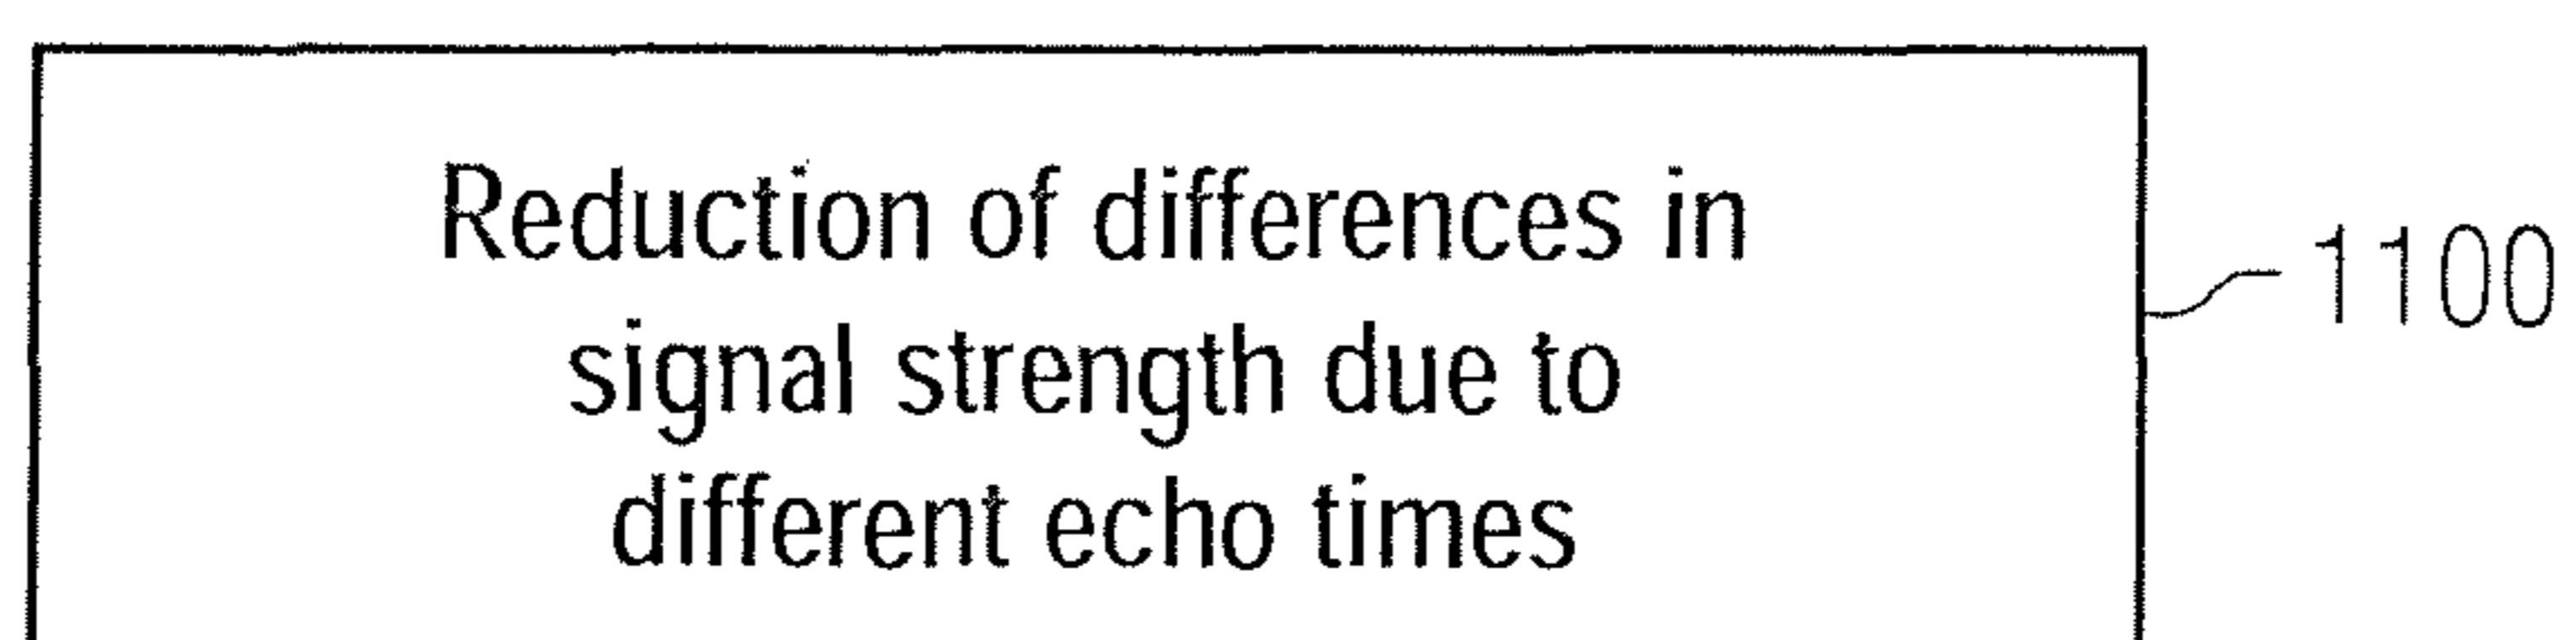 Reduction of differences in
signal strength due to
different echo times
1100